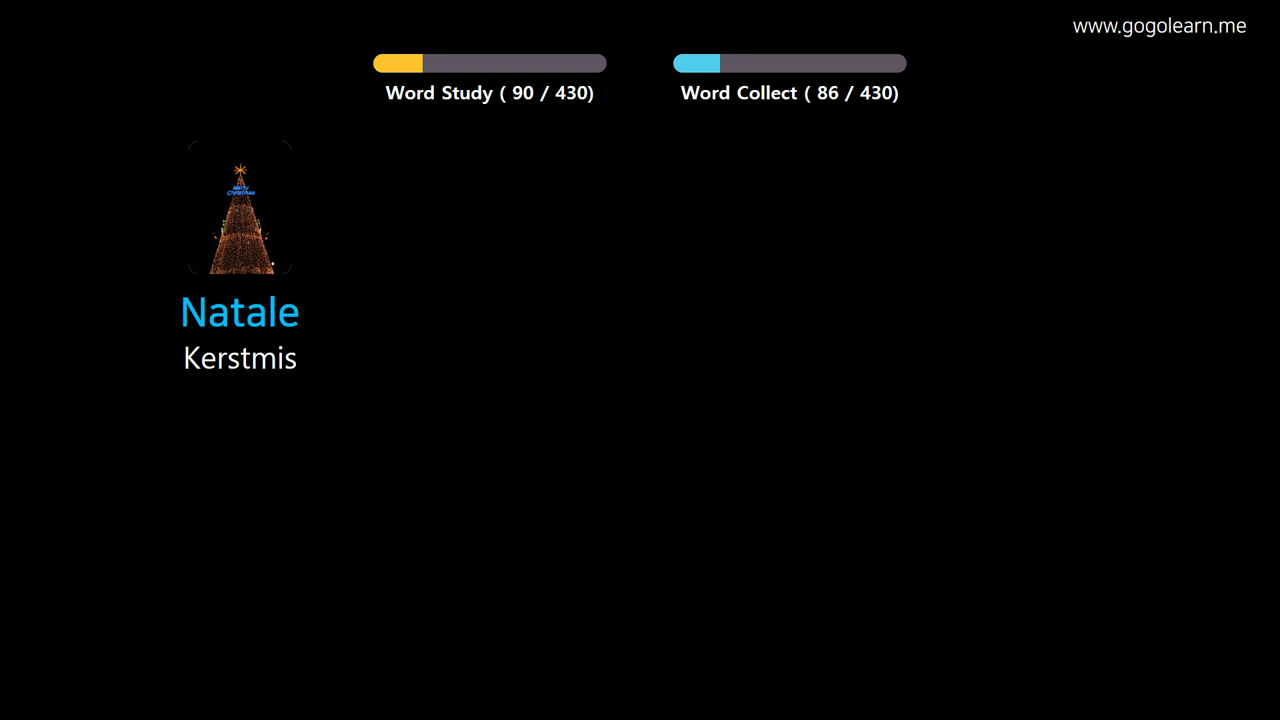 www.gogolearn.me
Word Study ( 90 / 430)
Word Collect ( 86 / 430)
Merry
Christmas
Natale
Kerstmis